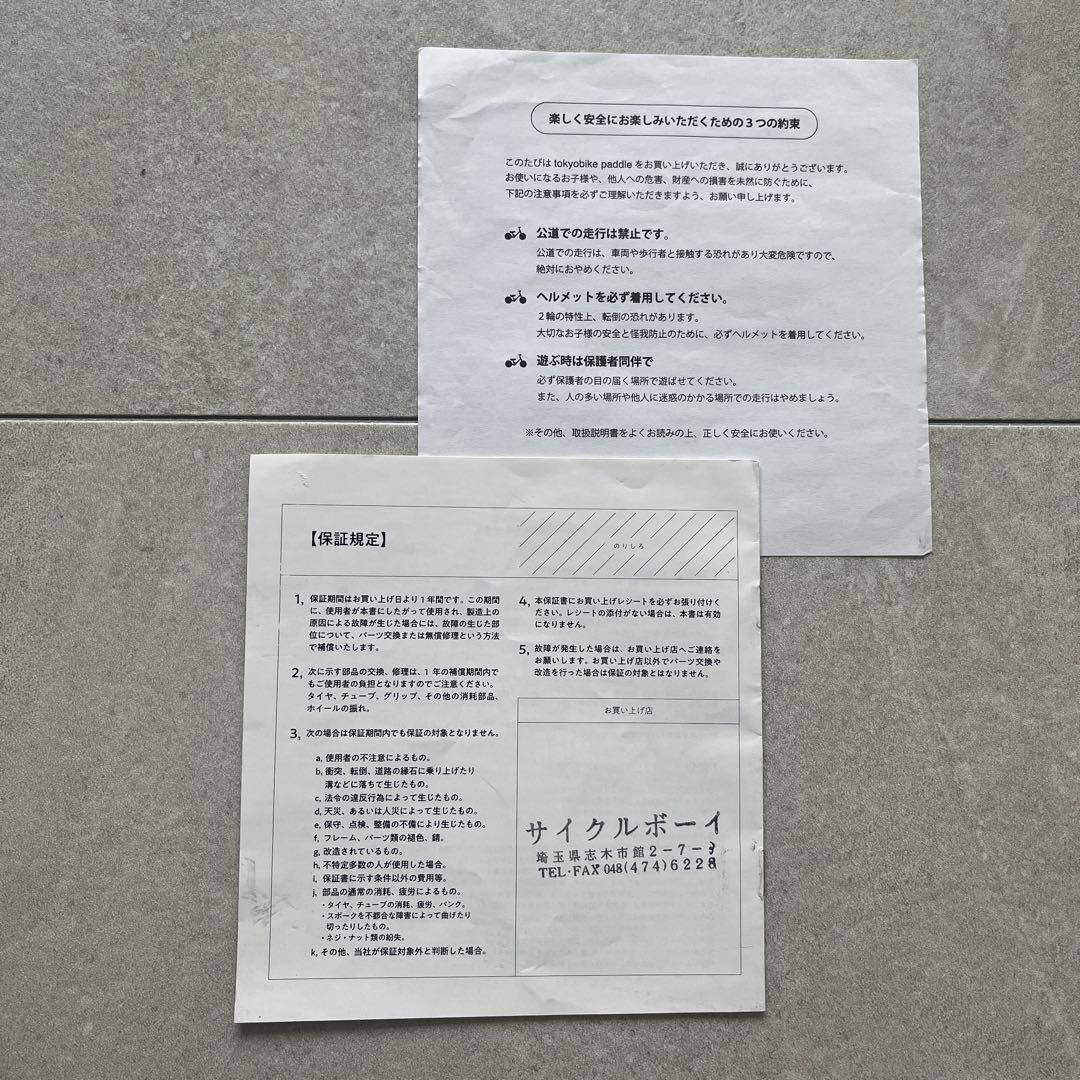 楽しく安全にお楽しみいただくための３つの約束
このたびは tokyobike paddle をお買い上げいただき、誠にありがとうございます。
お使いになるお子様や、他人への危害、財産への損害を未然に防ぐために、
下記の注意事項を必ずご理解いただきますよう、お願い申し上げます。
公道での走行は禁止です。
公道での走行は、車両や歩行者と接触する恐れがあり大変危険ですので、
絶対におやめください。
ヘルメットを必ず着用してください。
２輪の特性上、転倒の恐れがあります。
大切なお子様の安全と怪我防止のために、必ずヘルメットを着用してください。
遊ぶ時は保護者同伴で
必ず保護者の目の届く場所で遊ばせてください。
また、人の多い場所や他人に迷惑のかかる場所での走行はやめましょう。
※その他、取扱説明書をよくお読みの上、正しく安全にお使いください。
【保証規定】
のりしろ
1, 保証期間はお買い上げ日より１年間です。この期間
に、使用者が本書にしたがって使用され、製造上の
原因による故障が生じた場合には、故障の生じた部
位について、パーツ交換または無償修理という方法
で補償いたします。
2, 次に示す部品の交換、修理は、１年の補償期間内で
もご使用者の負担となりますのでご注意ください。
タイヤ、チューブ、グリップ、その他の消耗部品、
ホイールの振れ。
3, 次の場合は保証期間内でも保証の対象となりません。
a, 使用者の不注意によるもの。
b, 衝突、転倒、道路の縁石に乗り上げたり
溝などに落ちて生じたもの。
c, 法令の違反行為によって生じたもの。
d, 天災、あるいは人災によって生じたもの。
e, 保守、点検、整備の不備により生じたもの。
f, フレーム、パーツ類の褪色、錆。
g, 改造されているもの。
h, 不特定多数の人が使用した場合。
i, 保証書に示す条件以外の費用等。
j, 部品の通常の消耗、疲労によるもの。
・タイヤ、チューブの消耗、疲労、パンク。
・スポークを不都合な障害によって曲げたり
切ったりしたもの。
・ネジ・ナット類の紛失。
k, その他、当社が保証対象外と判断した場合。
4, 本保証書にお買い上げレシートを必ずお張り付けく
ださい。レシートの添付がない場合は、本書は有効
になりません。
5, 故障が発生した場合は、お買い上げ店へご連絡を
お願いします。お買い上げ店以外でパーツ交換や
改造を行った場合は保証の対象とはなりません。
お買い上げ店
サイクルボーイ
埼玉県志木市館２－７－３
TEL・FAX 048(474)6228